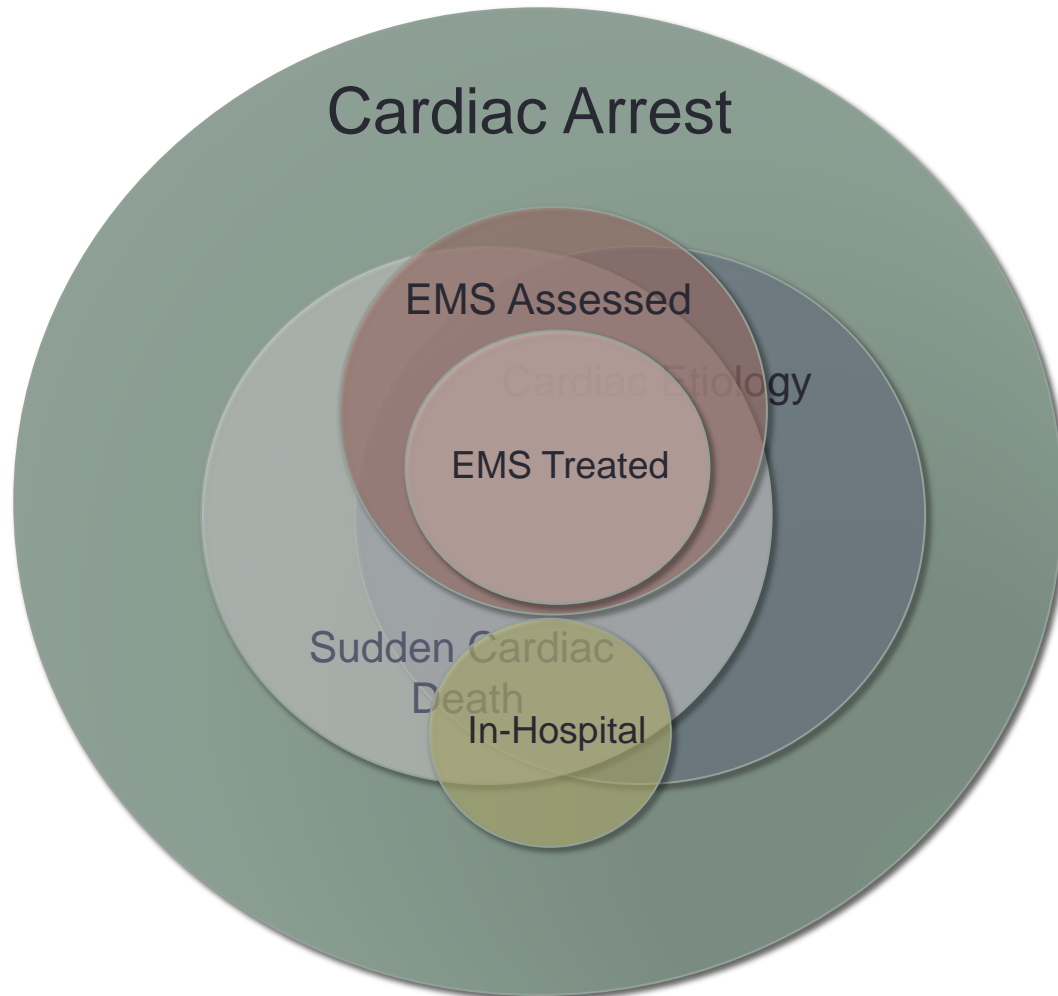 Cardiac Arrest
EMS Assessed
Cardiac Etiology
EMS Treated
Sudden Cardiac
Death
In-Hospital